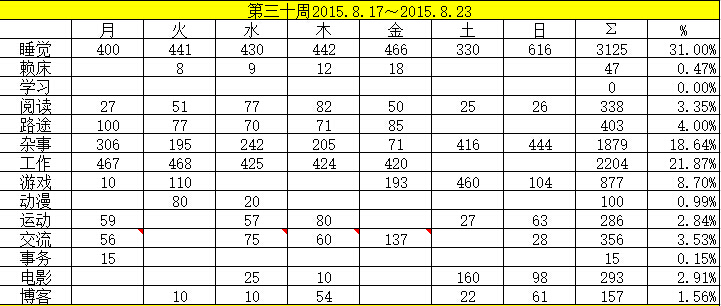 第三十周2015.8.17～2015.8.23
月 火 水 木 金 土 日 Σ %
睡觉 400 441 430 442 466 330 616 3125 31.00%
赖床 8 9 12 18 47 0.47%
学习 0 0.00%
阅读 27 51 77 82 50 25 26 338 3.35%
路途 100 77 70 71 85 403 4.00%
杂事 306 195 242 205 71 416 444 1879 18.64%
工作 467 468 425 424 420 2204 21.87%
游戏 10 110 193 460 104 877 8.70%
动漫 80 20 100 0.99%
运动 59 57 80 27 63 286 2.84%
交流 56 75 60 137 28 356 3.53%
事务 15 15 0.15%
电影 25 10 160 98 293 2.91%
博客 10 10 54 22 61 157 1.56%